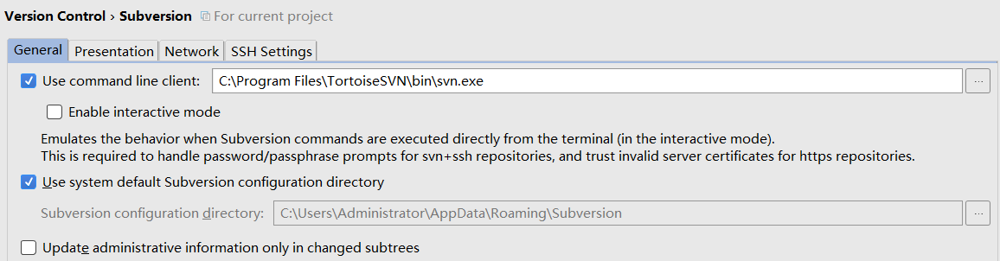 Version Control › Subversion For current project
General Presentation Network SSH Settings
Use command line client: C:\Program Files\TortoiseSVN\bin\svn.exe ...
Enable interactive mode
Emulates the behavior when Subversion commands are executed directly from the terminal (in the interactive mode).
This is required to handle password/passphrase prompts for svn+ssh repositories, and trust invalid server certificates for https repositories.
Use system default Subversion configuration directory
Subversion configuration directory: C:\Users\Administrator\AppData\Roaming\Subversion ...
Update administrative information only in changed subtrees